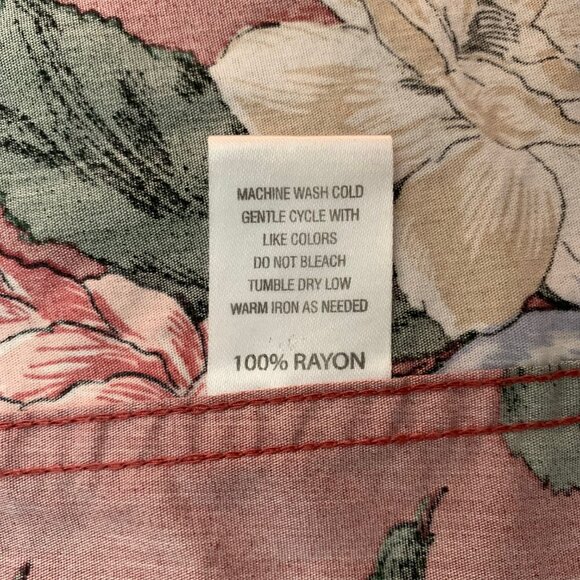 MACHINE WASH COLD
GENTLE CYCLE WITH
LIKE COLORS
DO NOT BLEACH
TUMBLE DRY LOW
WARM IRON AS NEEDED
100% RAYON